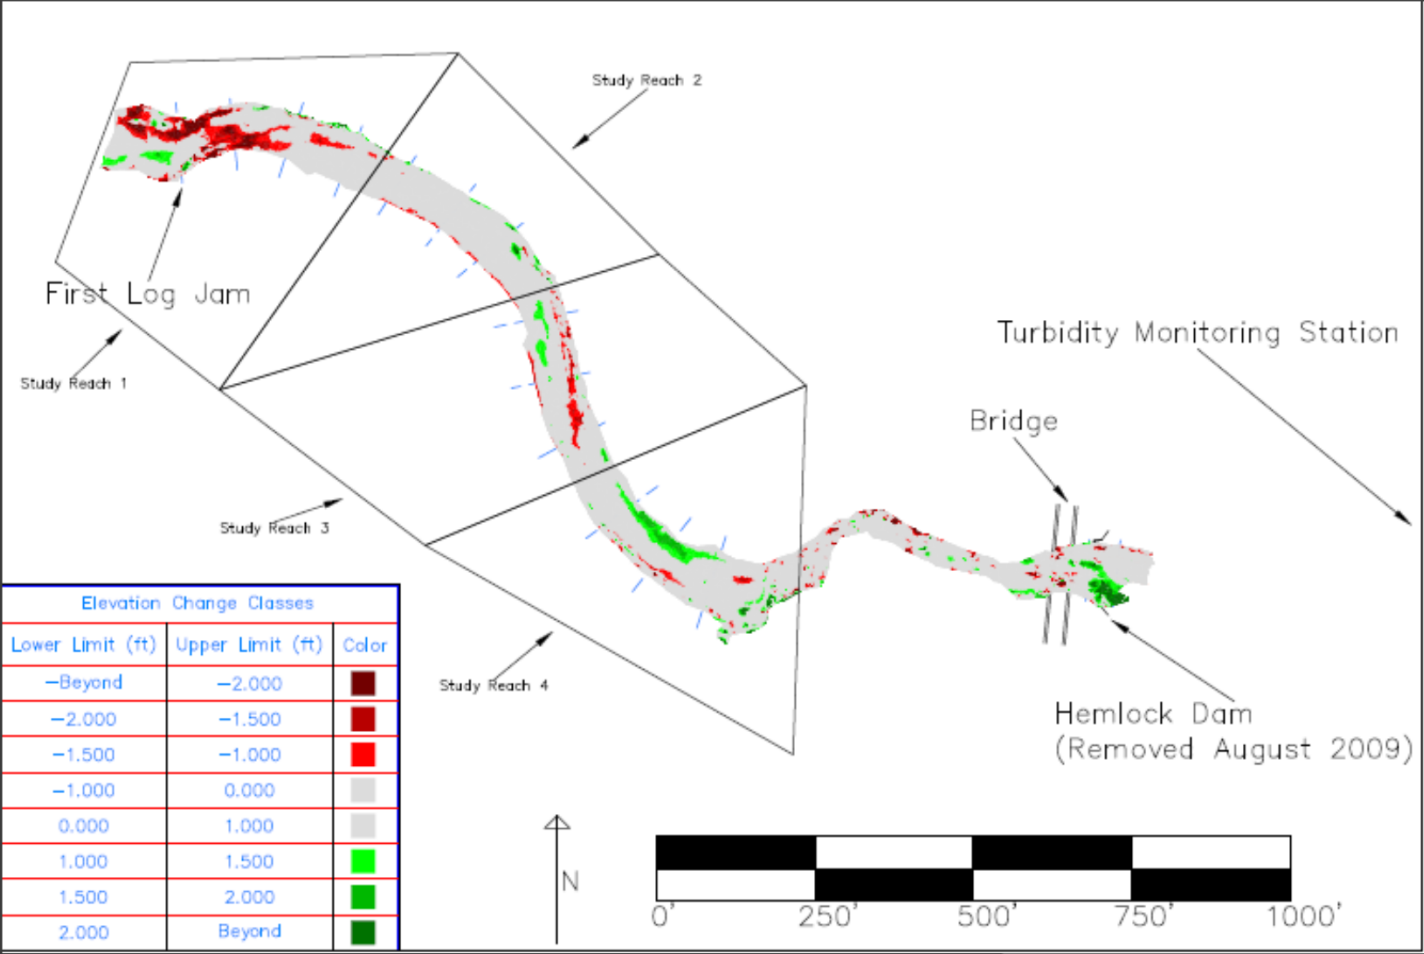 Study Reach 2
First Log Jam
Turbidity Monitoring Station
Study Reach 1
Bridge
Study Reach 3
Elevation Change Classes
Lower Limit (ft) Upper Limit (ft) Color
-Beyond -2.000
-2.000 -1.500
-1.500 -1.000
-1.000 0.000
0.000 1.000
1.000 1.500
1.500 2.000
2.000 Beyond
Study Reach 4
Hemlock Dam
(Removed August 2009)
N
0' 250' 500' 750' 1000'